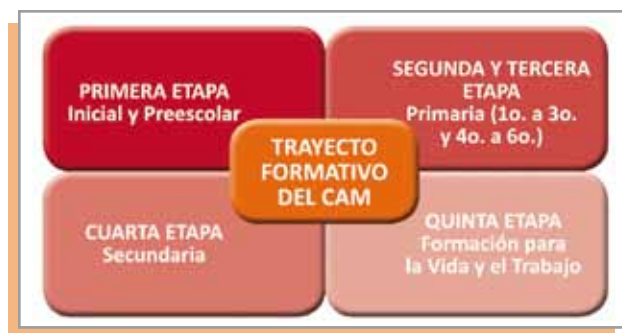 PRIMERA ETAPA
Inicial y Preescolar
SEGUNDA Y TERCERA
ETAPA
Primaria (1o. a 3o.
y 4o. a 6o.)
TRAYECTO
FORMATIVO
DEL CAM
CUARTA ETAPA
Secundaria
QUINTA ETAPA
Formación para
la Vida y el Trabajo